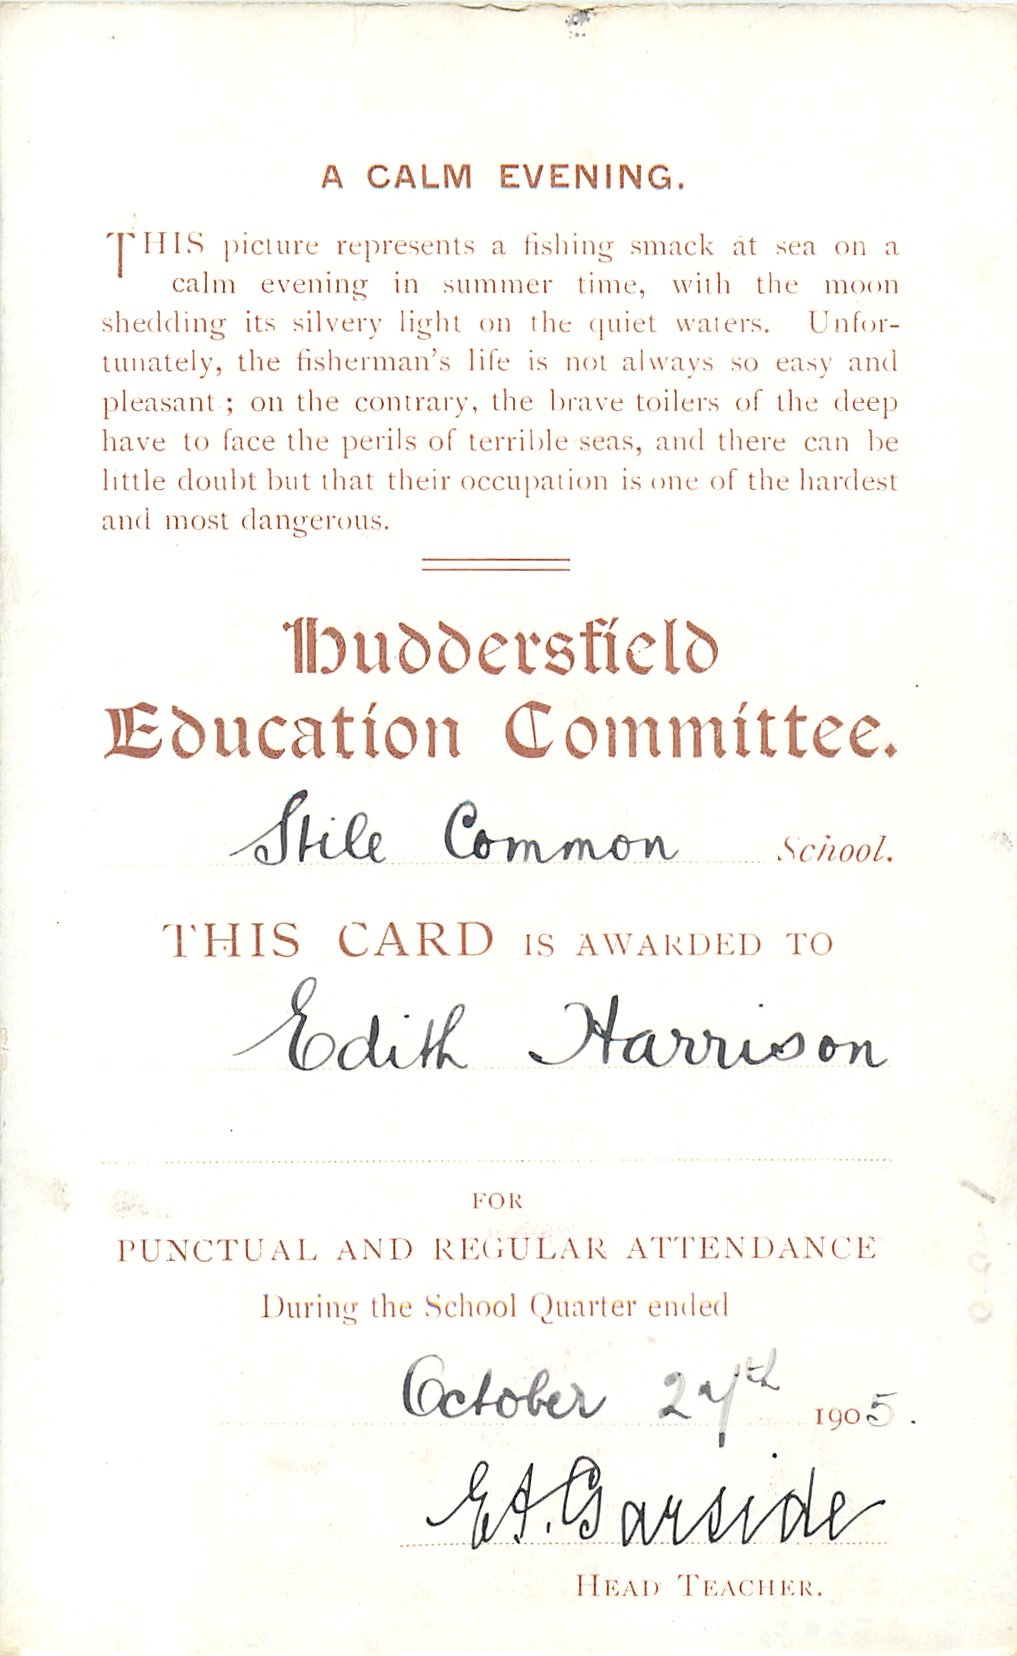 A CALM EVENING.
THIS picture represents a fishing smack at sea on a
calm evening in summer time, with the moon
shedding its silvery light on the quiet waters. Unfor-
tunately, the fisherman's life is not always so easy and
pleasant ; on the contrary, the brave toilers of the deep
have to face the perils of terrible seas, and there can be
little doubt but that their occupation is one of the hardest
and most dangerous.
Huddersfield
Education Committee.
Stile Common School.
THIS CARD IS AWARDED TO
Edith Harrison
FOR
PUNCTUAL AND REGULAR ATTENDANCE
During the School Quarter ended
October 27th 1905.
E A. Garside
HEAD TEACHER.